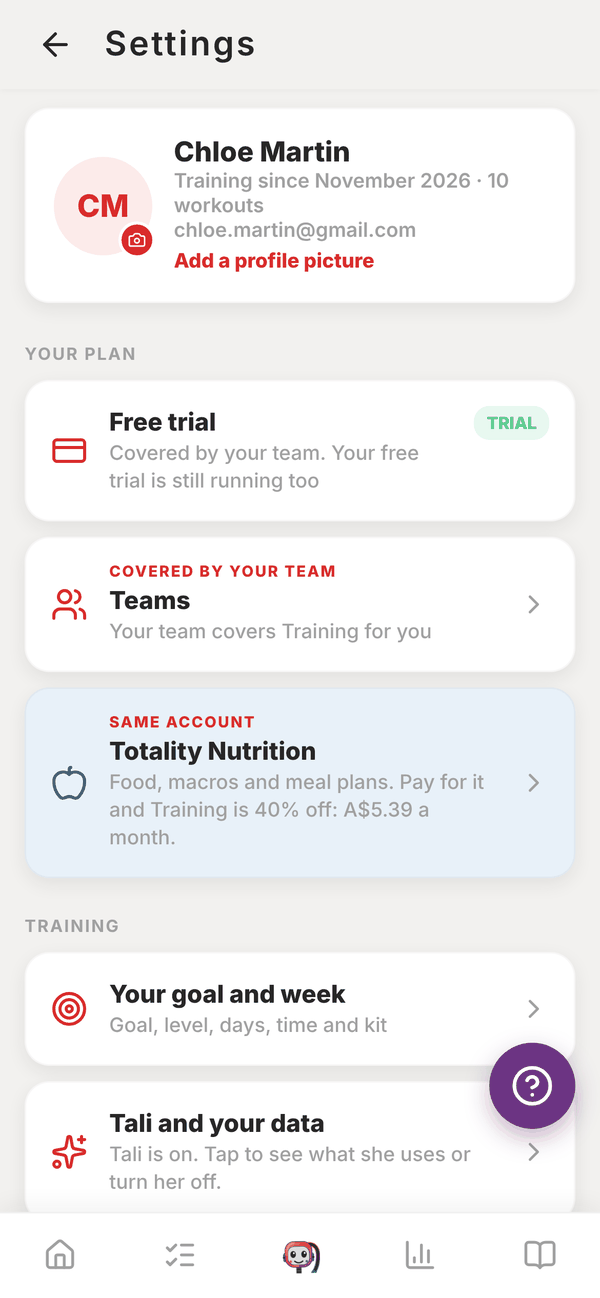 Settings
CM
Chloe Martin
Training since November 2026 · 10
workouts
chloe.martin@gmail.com
Add a profile picture
YOUR PLAN
Free trial
TRIAL
Covered by your team. Your free
trial is still running too
COVERED BY YOUR TEAM
Teams
Your team covers Training for you
SAME ACCOUNT
Totality Nutrition
Food, macros and meal plans. Pay for it
and Training is 40% off: A$5.39 a
month.
TRAINING
Your goal and week
Goal, level, days, time and kit
Tali and your data
Tali is on. Tap to see what she uses or
turn her off.